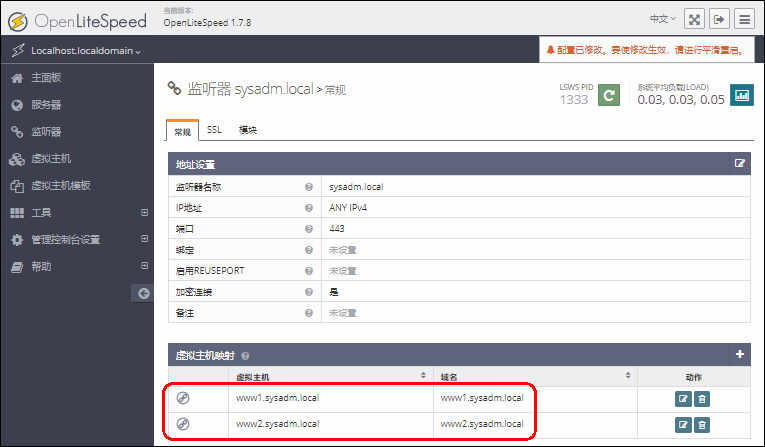 OpenLiteSpeed
当前版本:
OpenLiteSpeed 1.7.8
中文
Localhost.localdomain
配置已修改。要使修改生效，请进行平滑重启。
主面板
服务器
监听器
虚拟主机
虚拟主机模板
工具
管理控制台设置
帮助
监听器 sysadm.local > 常规
LSWS PID
1333
系统平均负载(LOAD)
0.03, 0.03, 0.05
常规 SSL 模块
地址设置
监听器名称 sysadm.local
IP地址 ANY IPv4
端口 443
绑定 未设置
启用REUSEPORT 未设置
加密连接 是
备注 未设置
虚拟主机映射
虚拟主机 域名 动作
www1.sysadm.local www1.sysadm.local
www2.sysadm.local www2.sysadm.local